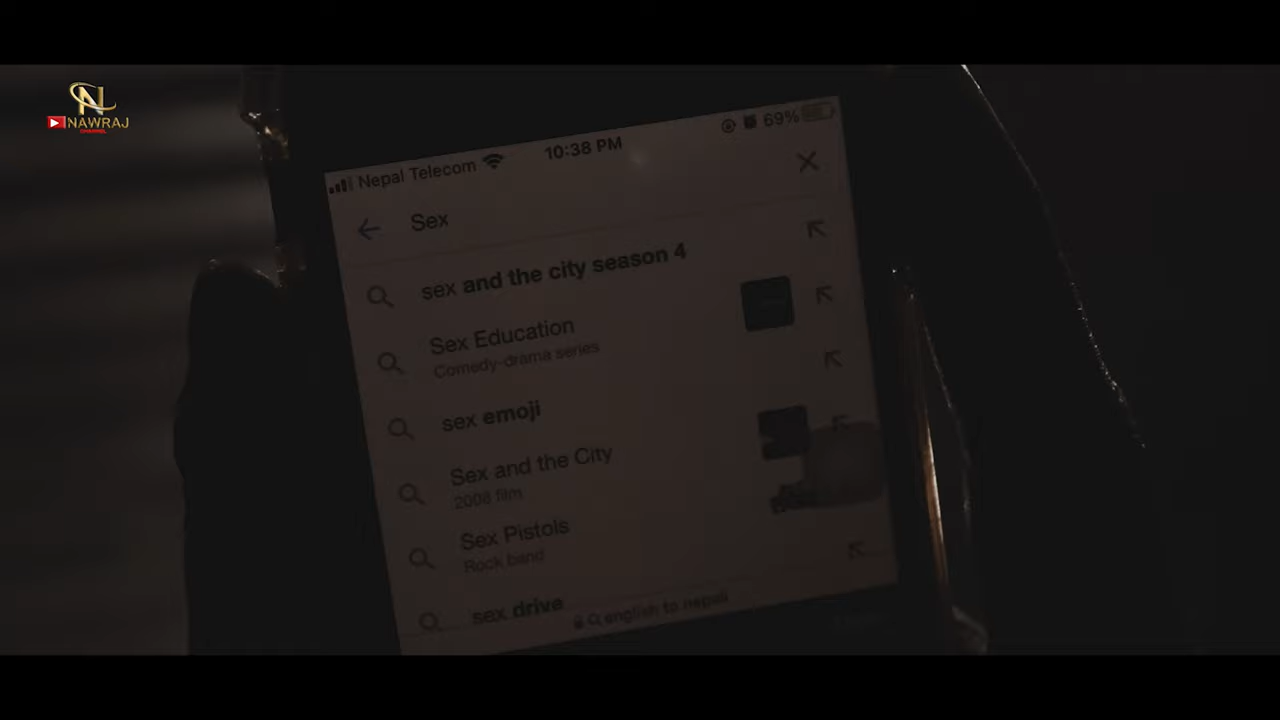 NAWRAJ
CHANNEL
Nepal Telecom 10:38 PM 69%
Sex
sex and the city season 4
Sex Education
Comedy-drama series
sex emoji
Sex and the City
2008 film
Sex Pistols
Rock band
sex drive
english to nepali